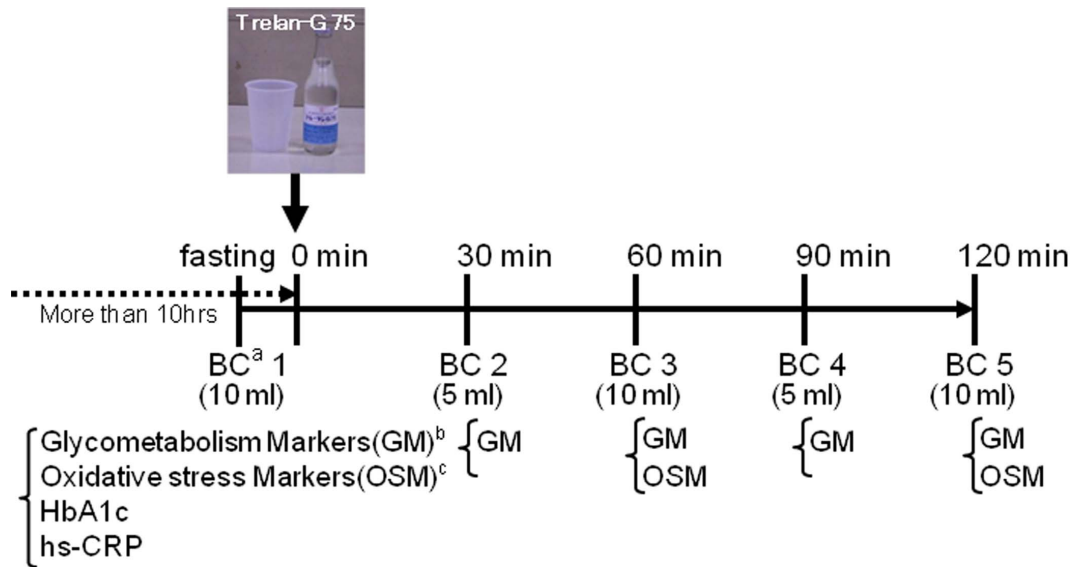 Trelan-G 75
fasting 0 min 30 min 60 min 90 min 120 min
More than 10hrs
BCᵃ 1 BC 2 BC 3 BC 4 BC 5
(10 ml) (5 ml) (10 ml) (5 ml) (10 ml)
Glycometabolism Markers(GM)ᵇ GM GM GM GM
Oxidative stress Markers(OSM)ᶜ OSM OSM
HbA1c
hs-CRP